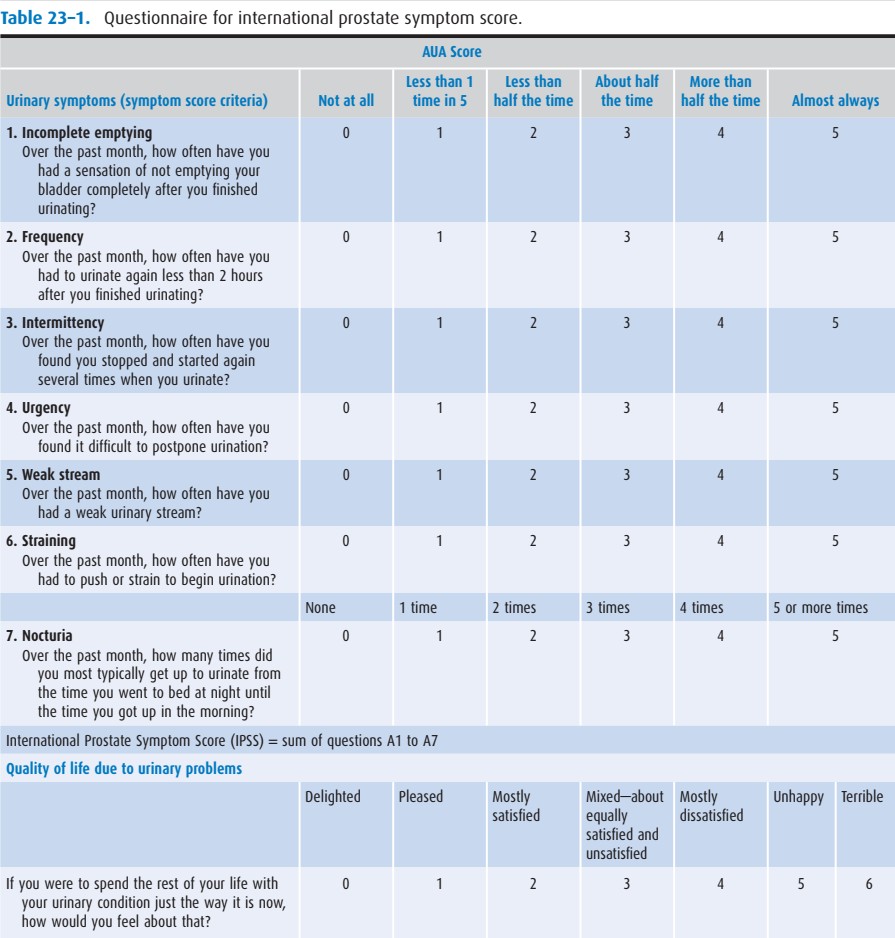 Table 23–1. Questionnaire for international prostate symptom score.
AUA Score
Urinary symptoms (symptom score criteria) Not at all Less than 1 time in 5 Less than half the time About half the time More than half the time Almost always
1. Incomplete emptying 0 1 2 3 4 5
Over the past month, how often have you
had a sensation of not emptying your
bladder completely after you finished
urinating?
2. Frequency 0 1 2 3 4 5
Over the past month, how often have you
had to urinate again less than 2 hours
after you finished urinating?
3. Intermittency 0 1 2 3 4 5
Over the past month, how often have you
found you stopped and started again
several times when you urinate?
4. Urgency 0 1 2 3 4 5
Over the past month, how often have you
found it difficult to postpone urination?
5. Weak stream 0 1 2 3 4 5
Over the past month, how often have you
had a weak urinary stream?
6. Straining 0 1 2 3 4 5
Over the past month, how often have you
had to push or strain to begin urination?
None 1 time 2 times 3 times 4 times 5 or more times
7. Nocturia 0 1 2 3 4 5
Over the past month, how many times did
you most typically get up to urinate from
the time you went to bed at night until
the time you got up in the morning?
International Prostate Symptom Score (IPSS) = sum of questions A1 to A7
Quality of life due to urinary problems
Delighted Pleased Mostly satisfied Mixed—about equally satisfied and unsatisfied Mostly dissatisfied Unhappy Terrible
If you were to spend the rest of your life with 0 1 2 3 4 5 6
your urinary condition just the way it is now,
how would you feel about that?